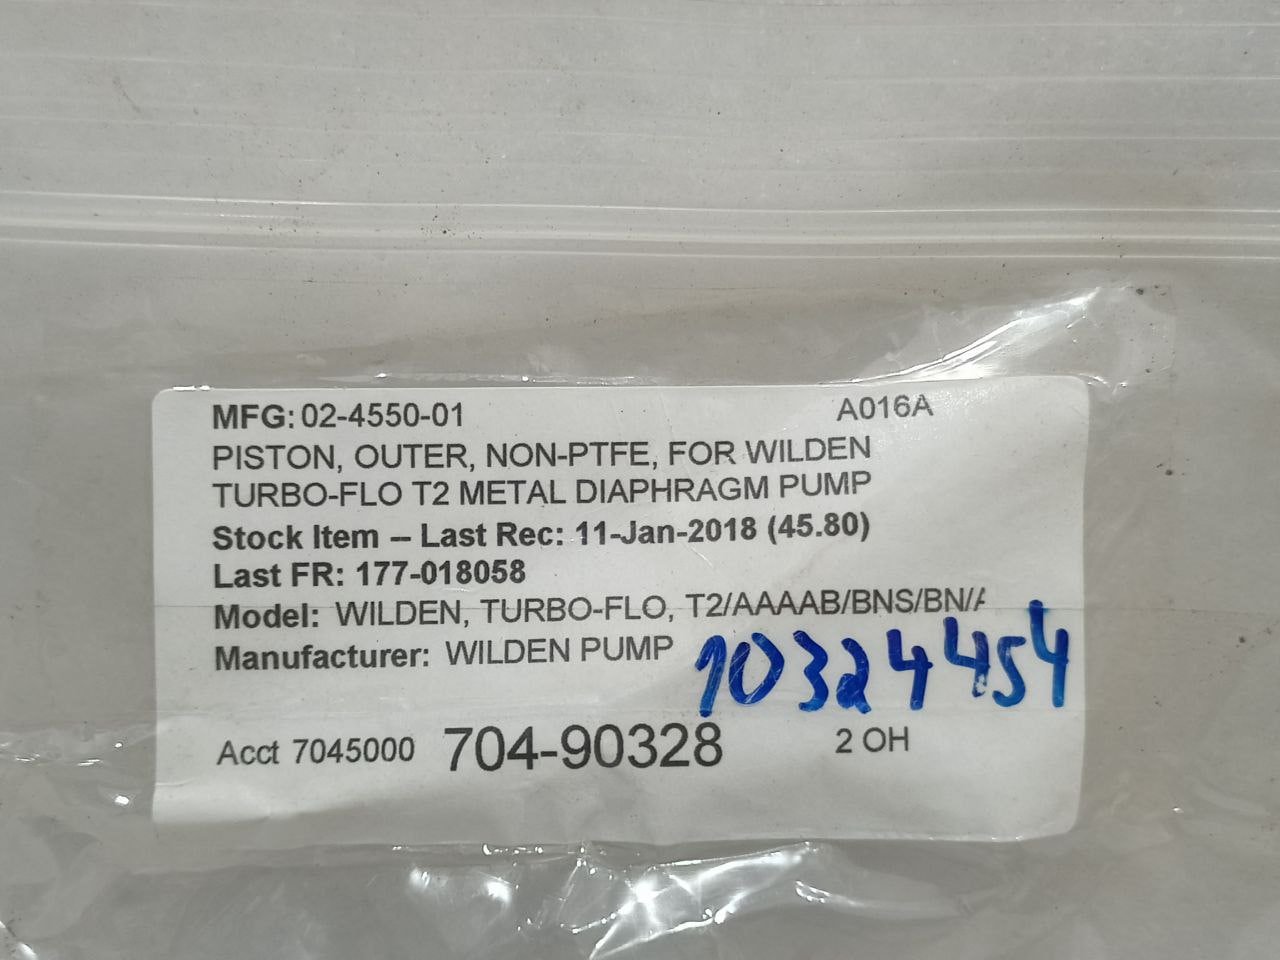 MFG: 02-4550-01 A016A
PISTON, OUTER, NON-PTFE, FOR WILDEN
TURBO-FLO T2 METAL DIAPHRAGM PUMP
Stock Item – Last Rec: 11-Jan-2018 (45.80)
Last FR: 177-018058
Model: WILDEN, TURBO-FLO, T2/AAAAB/BNS/BN/
Manufacturer: WILDEN PUMP
10324454
Acct 7045000 704-90328 2 OH